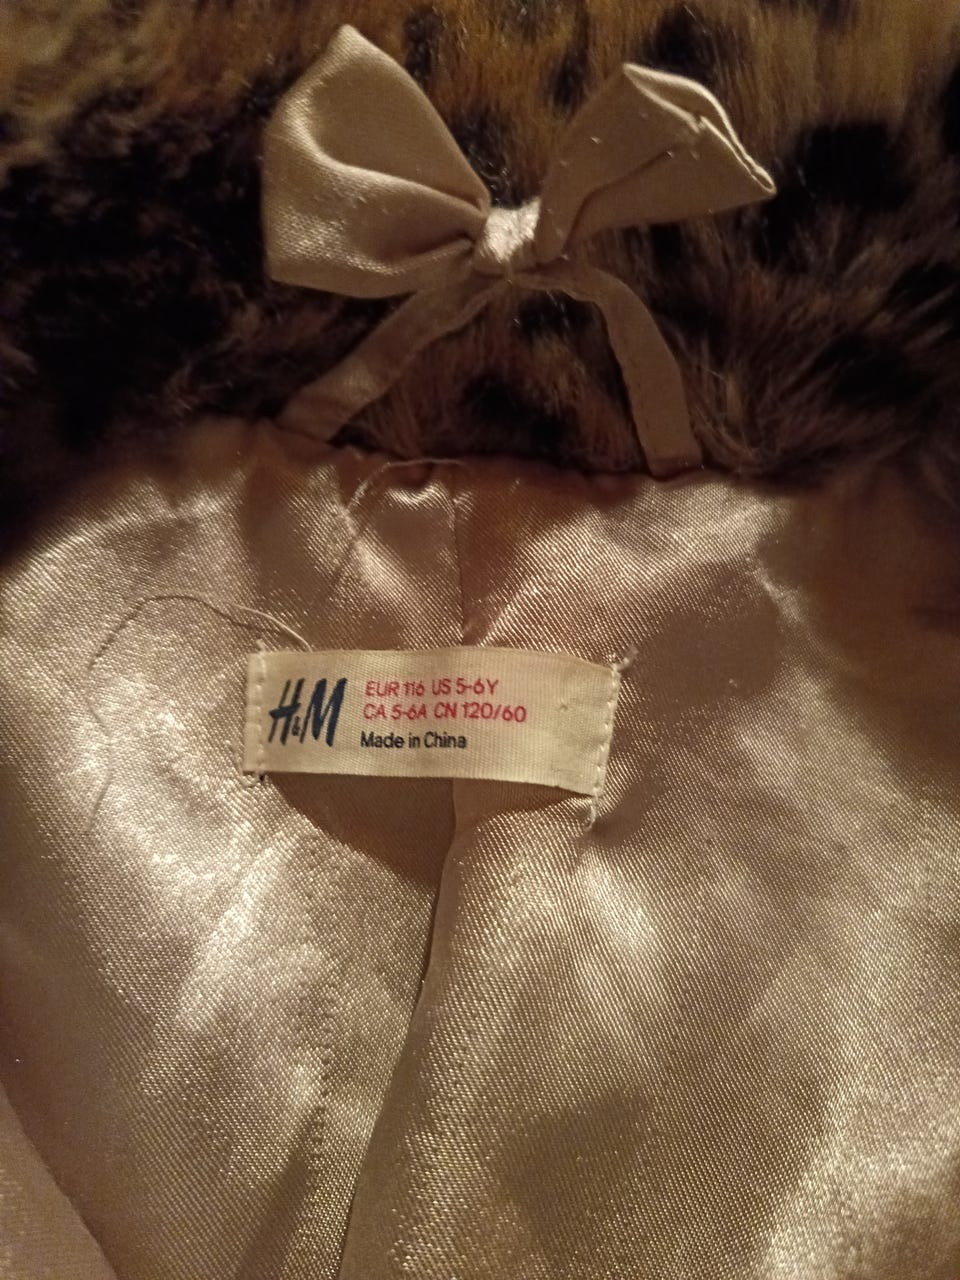 H&M
EUR 116 US 5-6Y
CA 5-6A CN 120/60
Made in China